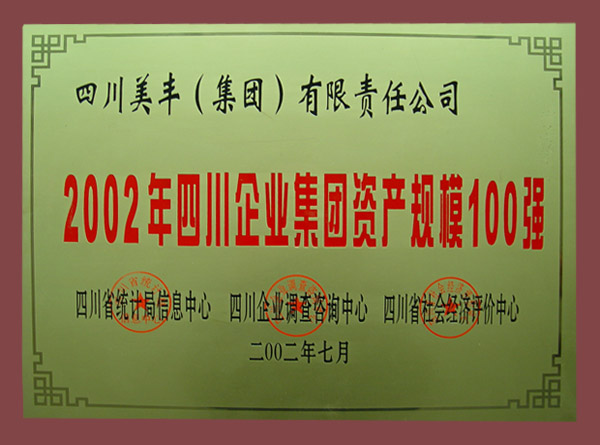 四川美丰（集团）有限责任公司
2002年四川企业集团资产规模100强
四川省统计局信息中心 四川企业调查咨询中心 四川省社会经济评价中心
二00二年七月